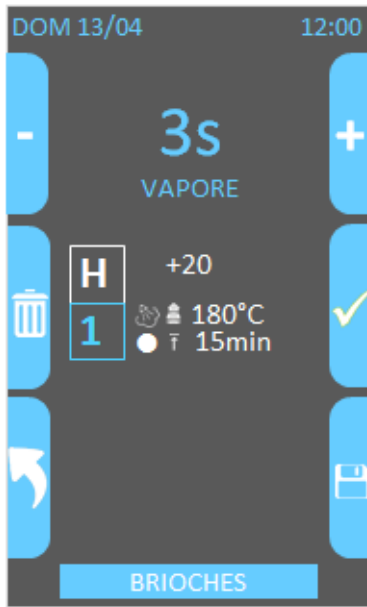 DOM 13/04 12:00
- 3s +
VAPORE
H +20
180°C
1 15min
BRIOCHES